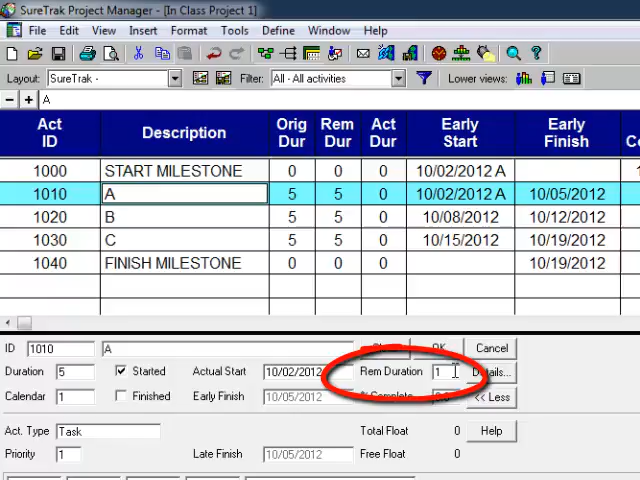 SureTrak Project Manager - [In Class Project 1]
File Edit View Insert Format Tools Define Window Help
Layout: SureTrak - Filter: All - All activities Lower views:
A
Act ID Description Orig Dur Rem Dur Act Dur Early Start Early Finish
1000 START MILESTONE 0 0 0 10/02/2012 A
1010 A 5 5 0 10/02/2012 A 10/05/2012
1020 B 5 5 0 10/08/2012 10/12/2012
1030 C 5 5 0 10/15/2012 10/19/2012
1040 FINISH MILESTONE 0 0 0 10/19/2012
ID 1010 A OK Cancel
Duration 5 Started Actual Start 10/02/2012 Rem Duration 1 Details...
Calendar 1 Finished Early Finish 10/05/2012 % Complete << Less
Act. Type Task Total Float 0 Help
Priority 1 Late Finish 10/05/2012 Free Float 0